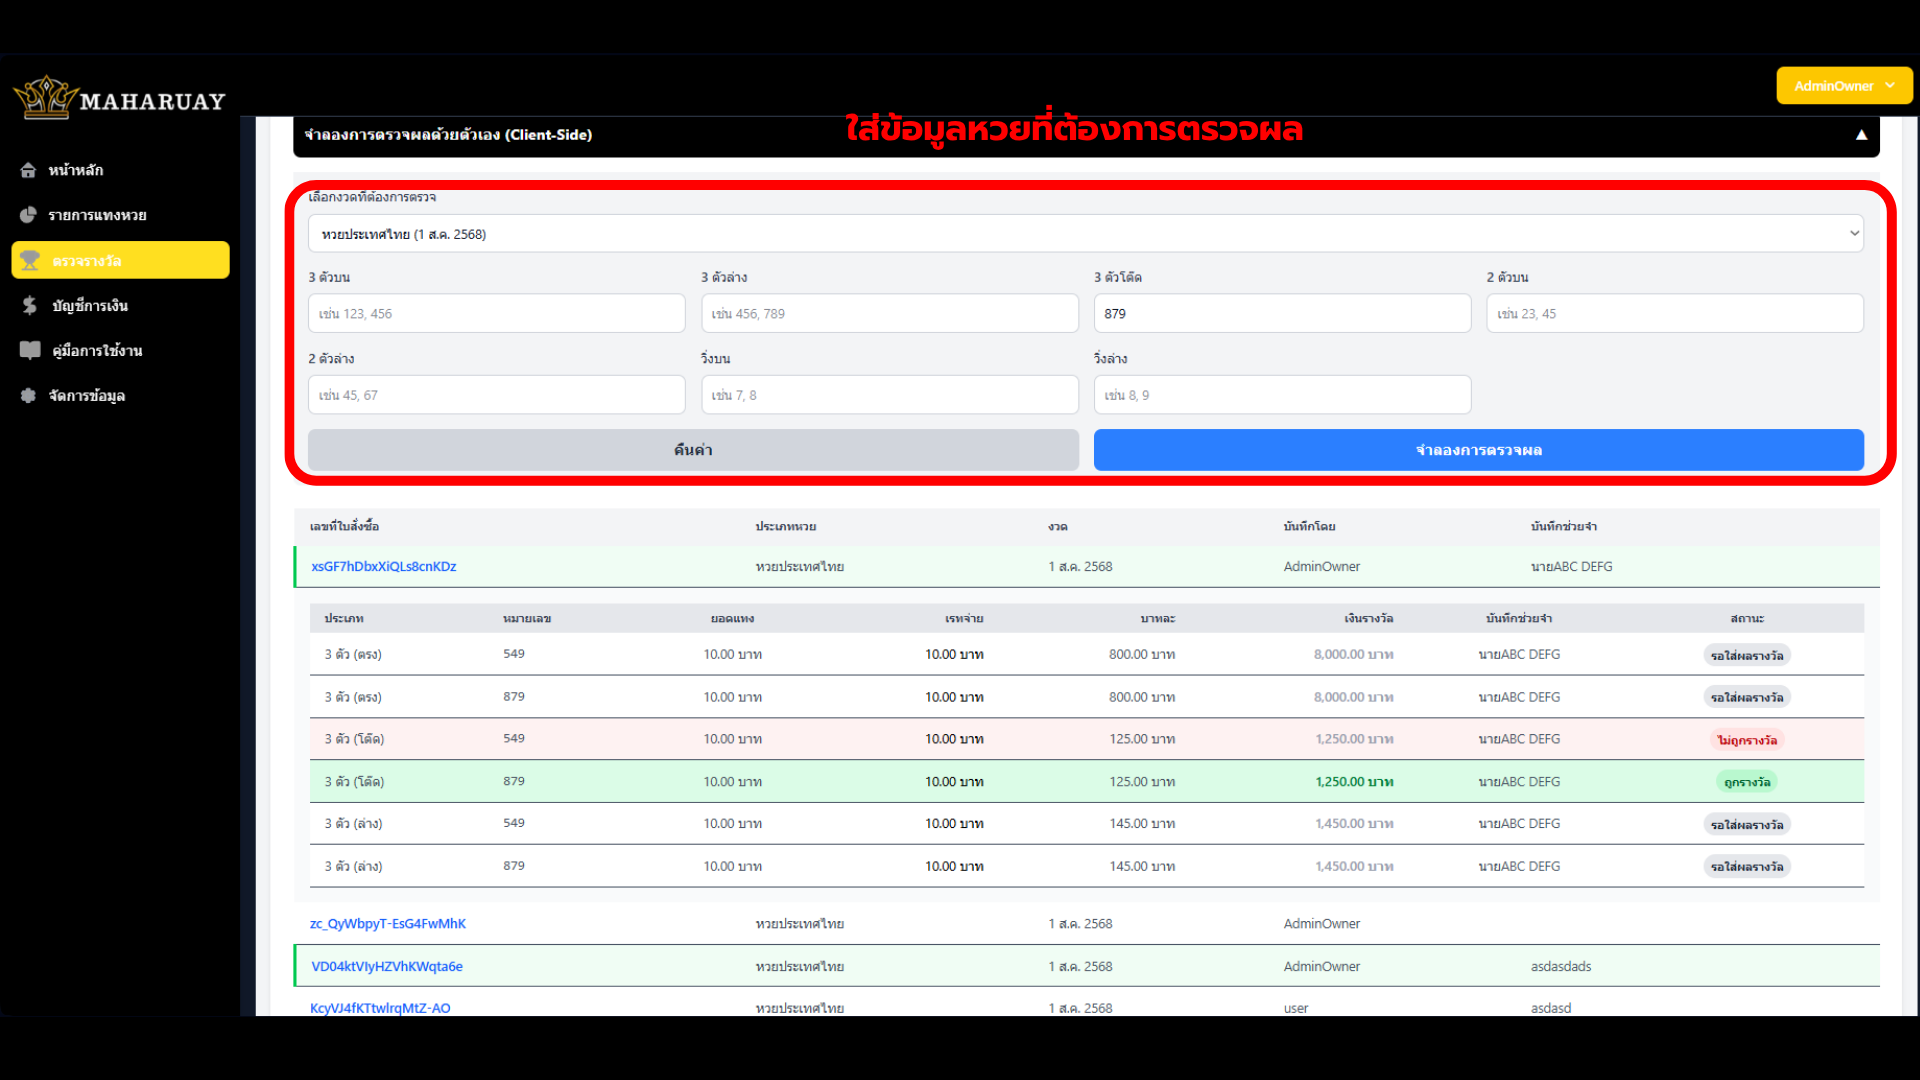 MAHARUAY
AdminOwner
หน้าหลัก
รายการแทงหวย
ตรวจรางวัล
บัญชีการเงิน
คู่มือการใช้งาน
จัดการข้อมูล
จำลองการตรวจผลด้วยตัวเอง (Client-Side)
ใส่ข้อมูลหวยที่ต้องการตรวจผล
▲
เลือกงวดที่ต้องการตรวจ
หวยประเทศไทย (1 ส.ค. 2568)
3 ตัวบน 3 ตัวล่าง 3 ตัวโต๊ด 2 ตัวบน
เช่น 123, 456 เช่น 456, 789 879 เช่น 23, 45
2 ตัวล่าง วิ่งบน วิ่งล่าง
เช่น 45, 67 เช่น 7, 8 เช่น 8, 9
คืนค่า จำลองการตรวจผล
เลขที่ใบสั่งซื้อ ประเภทหวย งวด บันทึกโดย บันทึกช่วยจำ
xsGF7hDbxXiQLs8cnKDz หวยประเทศไทย 1 ส.ค. 2568 AdminOwner นายABC DEFG
ประเภท หมายเลข ยอดแทง เรทจ่าย บาทละ เงินรางวัล บันทึกช่วยจำ สถานะ
3 ตัว (ตรง) 549 10.00 บาท 10.00 บาท 800.00 บาท 8,000.00 บาท นายABC DEFG รอใส่ผลรางวัล
3 ตัว (ตรง) 879 10.00 บาท 10.00 บาท 800.00 บาท 8,000.00 บาท นายABC DEFG รอใส่ผลรางวัล
3 ตัว (โต๊ด) 549 10.00 บาท 10.00 บาท 125.00 บาท 1,250.00 บาท นายABC DEFG ไม่ถูกรางวัล
3 ตัว (โต๊ด) 879 10.00 บาท 10.00 บาท 125.00 บาท 1,250.00 บาท นายABC DEFG ถูกรางวัล
3 ตัว (ล่าง) 549 10.00 บาท 10.00 บาท 145.00 บาท 1,450.00 บาท นายABC DEFG รอใส่ผลรางวัล
3 ตัว (ล่าง) 879 10.00 บาท 10.00 บาท 145.00 บาท 1,450.00 บาท นายABC DEFG รอใส่ผลรางวัล
zc_QyWbpyT-EsG4FwMhK หวยประเทศไทย 1 ส.ค. 2568 AdminOwner
VD04ktVIyHZVhKWqta6e หวยประเทศไทย 1 ส.ค. 2568 AdminOwner asdasdads
KcyVJ4fKTtwlrqMtZ-AO หวยประเทศไทย 1 ส.ค. 2568 user asdasd